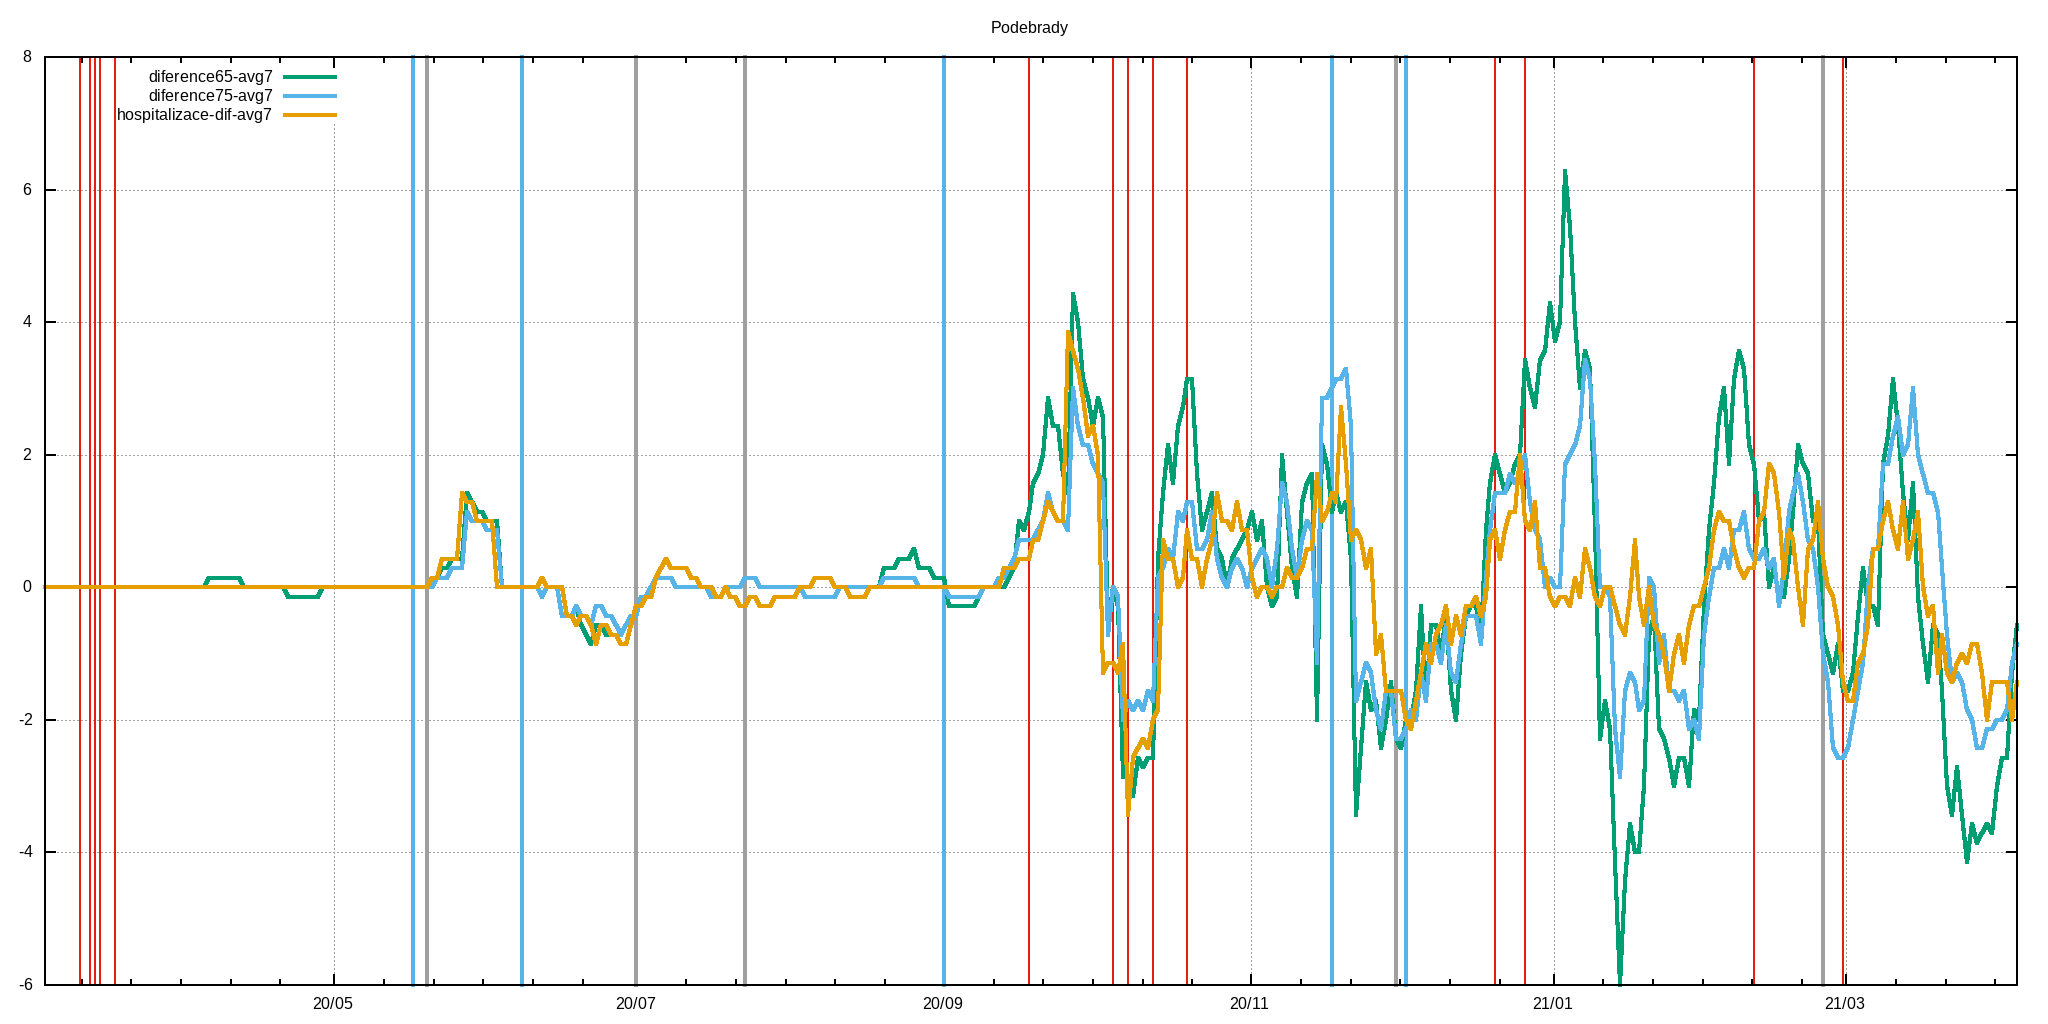 Podebrady
8
diference65-avg7
diference75-avg7
hospitalizace-dif-avg7
6
4
2
0
-2
-4
-6
20/05 20/07 20/09 20/11 21/01 21/03